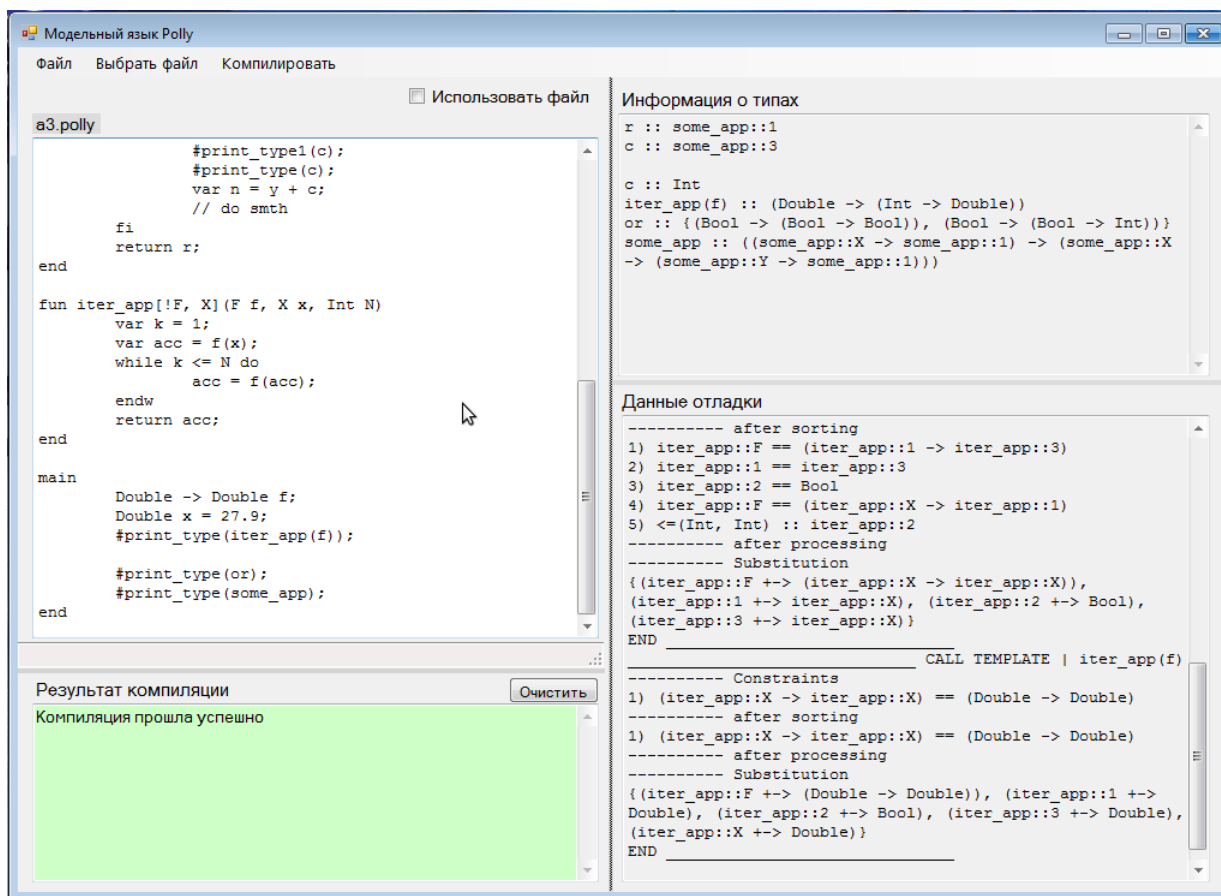 Модельный язык Polly
Файл Выбрать файл Компилировать
Использовать файл
a3.polly
#print_type1(c);
#print_type(c);
var n = y + c;
// do smth
fi
return r;
end
fun iter_app[!F, X](F f, X x, Int N)
var k = 1;
var acc = f(x);
while k <= N do
acc = f(acc);
endw
return acc;
end
main
Double -> Double f;
Double x = 27.9;
#print_type(iter_app(f));
#print_type(or);
#print_type(some_app);
end
Результат компиляции
Очистить
Компиляция прошла успешно
Информация о типах
r :: some_app::1
c :: some_app::3
c :: Int
iter_app(f) :: (Double -> (Int -> Double))
or :: {(Bool -> (Bool -> Bool)), (Bool -> (Bool -> Int))}
some_app :: ((some_app::X -> some_app::1) -> (some_app::X
-> (some_app::Y -> some_app::1)))
Данные отладки
---------- after sorting
1) iter_app::F == (iter_app::1 -> iter_app::3)
2) iter_app::1 == iter_app::3
3) iter_app::2 == Bool
4) iter_app::F == (iter_app::X -> iter_app::1)
5) <=(Int, Int) :: iter_app::2
---------- after processing
---------- Substitution
{(iter_app::F +-> (iter_app::X -> iter_app::X)),
(iter_app::1 +-> iter_app::X), (iter_app::2 +-> Bool),
(iter_app::3 +-> iter_app::X)}
END ______________________________
______________________________ CALL TEMPLATE | iter_app(f)
---------- Constraints
1) (iter_app::X -> iter_app::X) == (Double -> Double)
---------- after sorting
1) (iter_app::X -> iter_app::X) == (Double -> Double)
---------- after processing
---------- Substitution
{(iter_app::F +-> (Double -> Double)), (iter_app::1 +->
Double), (iter_app::2 +-> Bool), (iter_app::3 +-> Double),
(iter_app::X +-> Double)}
END ______________________________